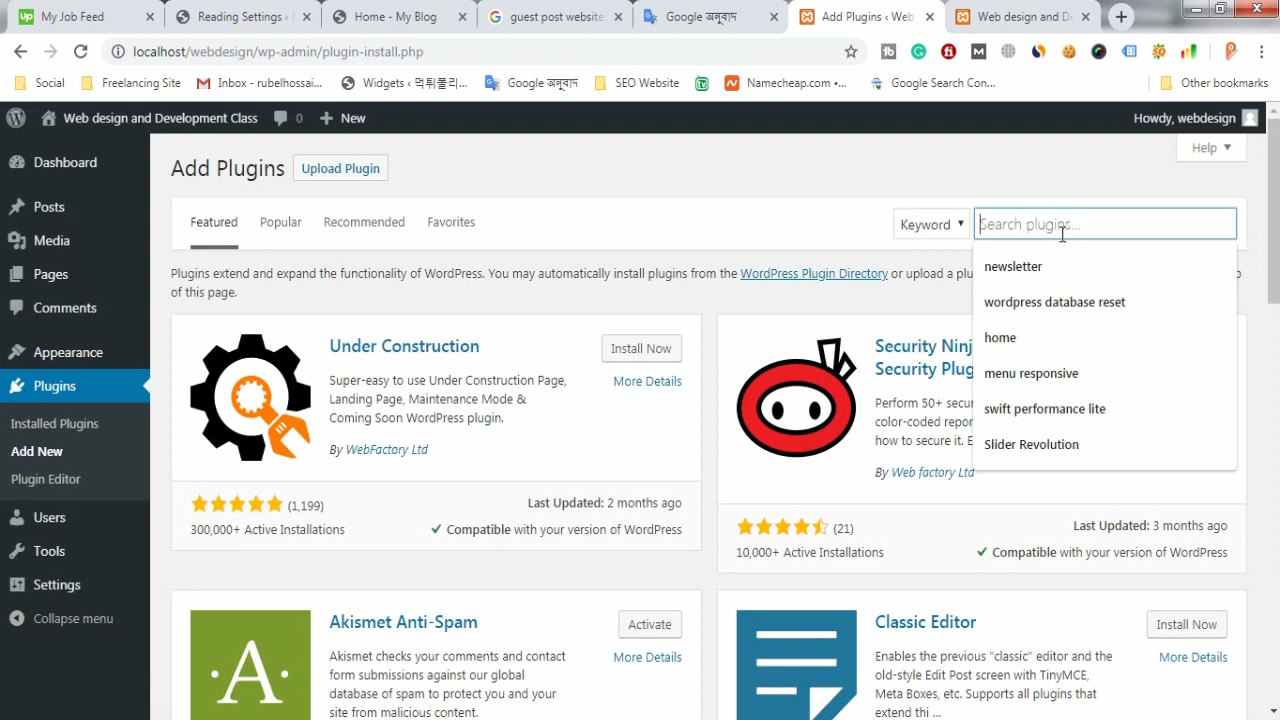 My Job Feed
Reading Settings ‹
Home - My Blog
guest post website
Google অনুবাদ
Add Plugins ‹ Web
Web design and D
localhost/webdesign/wp-admin/plugin-install.php
Social
Freelancing Site
Inbox - rubelhossai...
Widgets ‹ 먹튀폴리...
Google অনুবাদ
SEO Website
Namecheap.com •...
Google Search Con...
Other bookmarks
Web design and Development Class
0
New
Howdy, webdesign
Dashboard
Posts
Media
Pages
Comments
Appearance
Plugins
Installed Plugins
Add New
Plugin Editor
Users
Tools
Settings
Collapse menu
Help
Add Plugins
Upload Plugin
Featured
Popular
Recommended
Favorites
Keyword
Search plugins...
newsletter
wordpress database reset
home
menu responsive
swift performance lite
Slider Revolution
Plugins extend and expand the functionality of WordPress. You may automatically install plugins from the WordPress Plugin Directory or upload a plu
of this page.
Under Construction
Install Now
More Details
Super-easy to use Under Construction Page,
Landing Page, Maintenance Mode &
Coming Soon WordPress plugin.
By WebFactory Ltd
(1,199)
300,000+ Active Installations
Last Updated: 2 months ago
Compatible with your version of WordPress
Security Ninj
Security Plug
Perform 50+ secur
color-coded repor
how to secure it. E
By Web factory Ltd
(21)
10,000+ Active Installations
Last Updated: 3 months ago
Compatible with your version of WordPress
Akismet Anti-Spam
Activate
More Details
Akismet checks your comments and contact
form submissions against our global
database of spam to protect you and your
site from malicious content.
Classic Editor
Install Now
More Details
Enables the previous "classic" editor and the
old-style Edit Post screen with TinyMCE,
Meta Boxes, etc. Supports all plugins that
extend thi ...